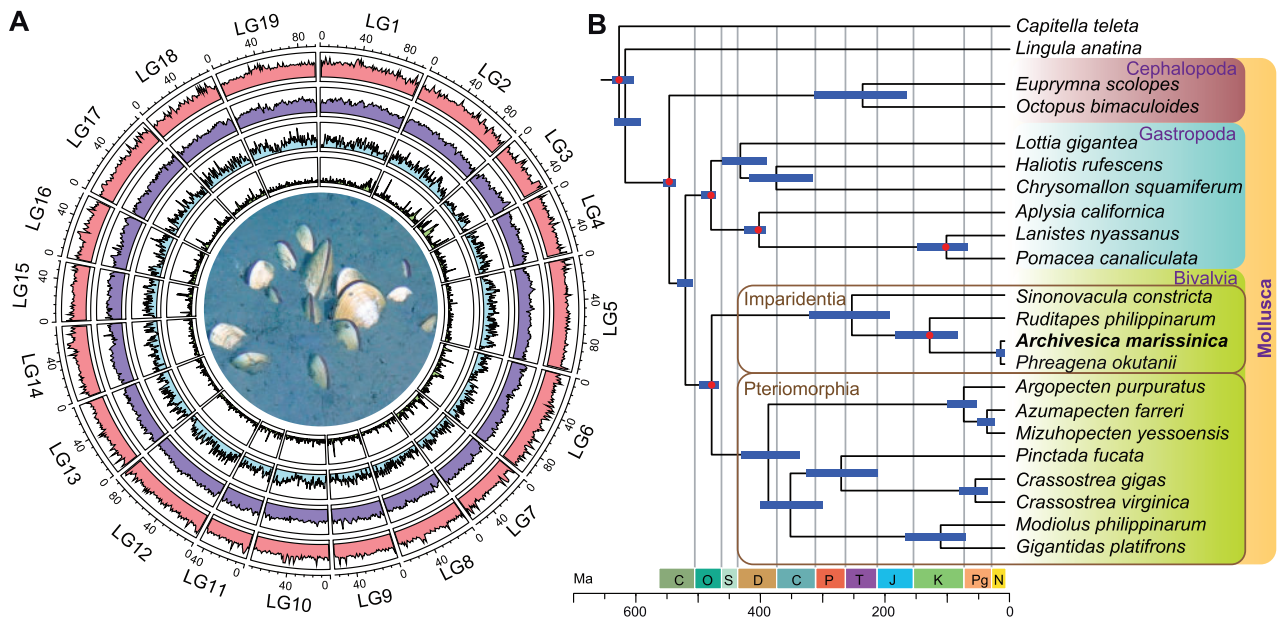 A
LG1
LG2
LG3
LG4
LG5
LG6
LG7
LG8
LG9
LG10
LG11
LG12
LG13
LG14
LG15
LG16
LG17
LG18
LG19
B
Capitella teleta
Lingula anatina
Cephalopoda
Euprymna scolopes
Octopus bimaculoides
Gastropoda
Lottia gigantea
Haliotis rufescens
Chrysomallon squamiferum
Aplysia californica
Lanistes nyassanus
Pomacea canaliculata
Bivalvia
Imparidentia
Sinonovacula constricta
Ruditapes philippinarum
Archivesica marissinica
Phreagena okutanii
Pteriomorphia
Argopecten purpuratus
Azumapecten farreri
Mizuhopecten yessoensis
Pinctada fucata
Crassostrea gigas
Crassostrea virginica
Modiolus philippinarum
Gigantidas platifrons
Mollusca
Ma
C O S D C P T J K Pg N
600 400 200 0